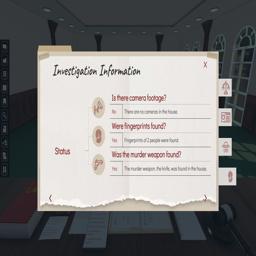 Investigation Information
X
Is there camera footage?
No There are no cameras in the house.
Were fingerprints found?
Yes Fingerprints of 2 people were found.
Status
Was the murder weapon found?
Yes The murder weapon, the knife, was found in the house.